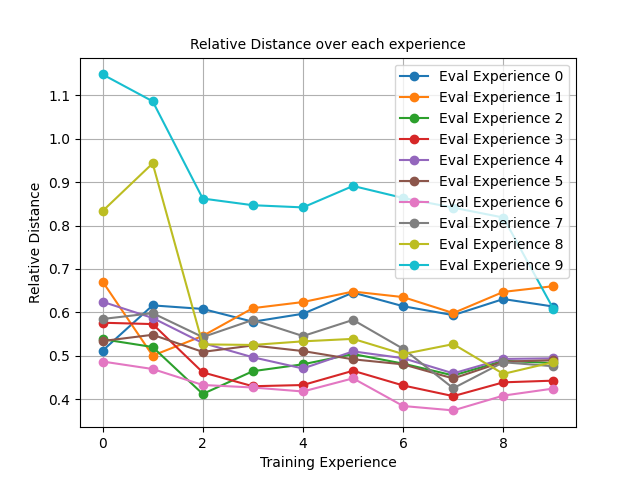 Relative Distance over each experience
Relative Distance
1.1
1.0
0.9
0.8
0.7
0.6
0.5
0.4
Eval Experience 0
Eval Experience 1
Eval Experience 2
Eval Experience 3
Eval Experience 4
Eval Experience 5
Eval Experience 6
Eval Experience 7
Eval Experience 8
Eval Experience 9
0 2 4 6 8
Training Experience